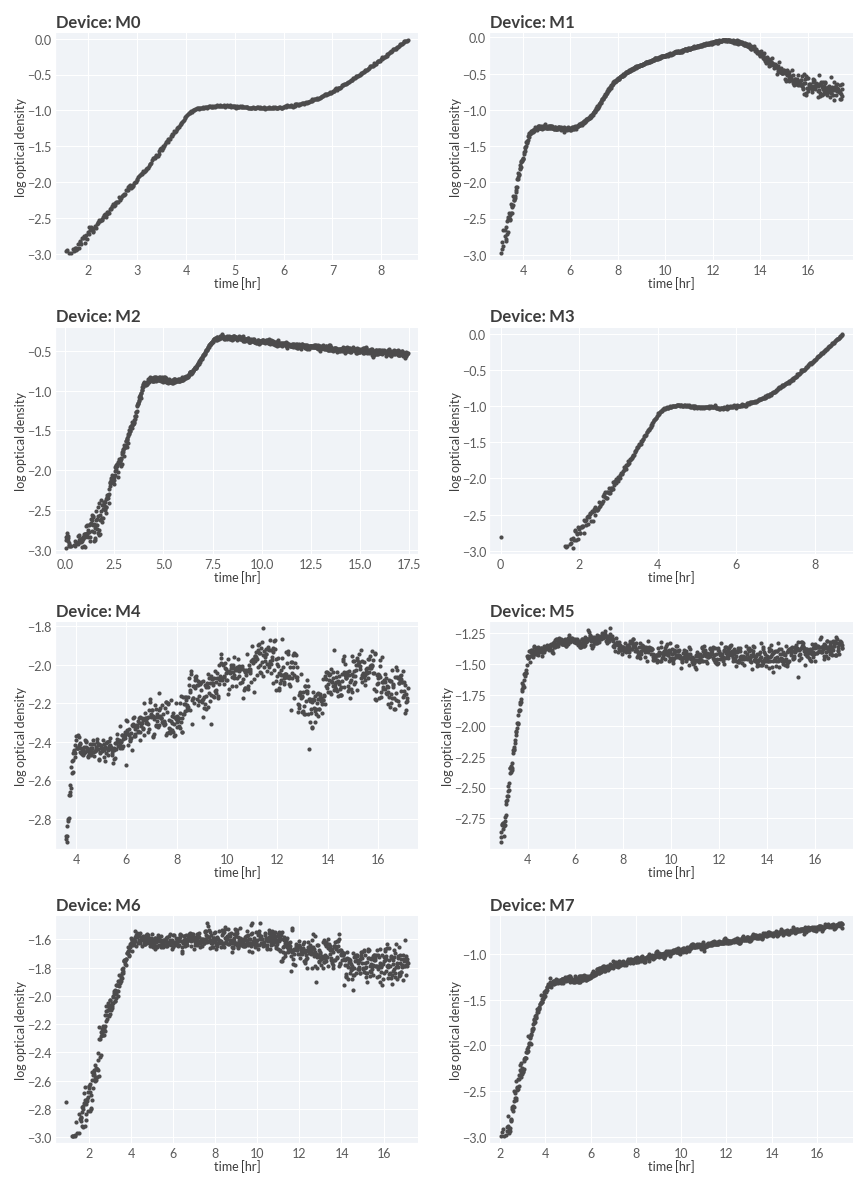 Device: M0
Device: M1
0.0
−0.5
−1.0
−1.5
−2.0
−2.5
−3.0
log optical density
2 3 4 5 6 7 8
time [hr]
0.0
−0.5
−1.0
−1.5
−2.0
−2.5
−3.0
log optical density
4 6 8 10 12 14 16
time [hr]
Device: M2
Device: M3
−0.5
−1.0
−1.5
−2.0
−2.5
−3.0
log optical density
0.0 2.5 5.0 7.5 10.0 12.5 15.0 17.5
time [hr]
0.0
−0.5
−1.0
−1.5
−2.0
−2.5
−3.0
log optical density
0 2 4 6 8
time [hr]
Device: M4
Device: M5
−1.8
−2.0
−2.2
−2.4
−2.6
−2.8
log optical density
4 6 8 10 12 14 16
time [hr]
−1.25
−1.50
−1.75
−2.00
−2.25
−2.50
−2.75
log optical density
4 6 8 10 12 14 16
time [hr]
Device: M6
Device: M7
−1.6
−1.8
−2.0
−2.2
−2.4
−2.6
−2.8
−3.0
log optical density
2 4 6 8 10 12 14 16
time [hr]
−1.0
−1.5
−2.0
−2.5
−3.0
log optical density
2 4 6 8 10 12 14 16
time [hr]